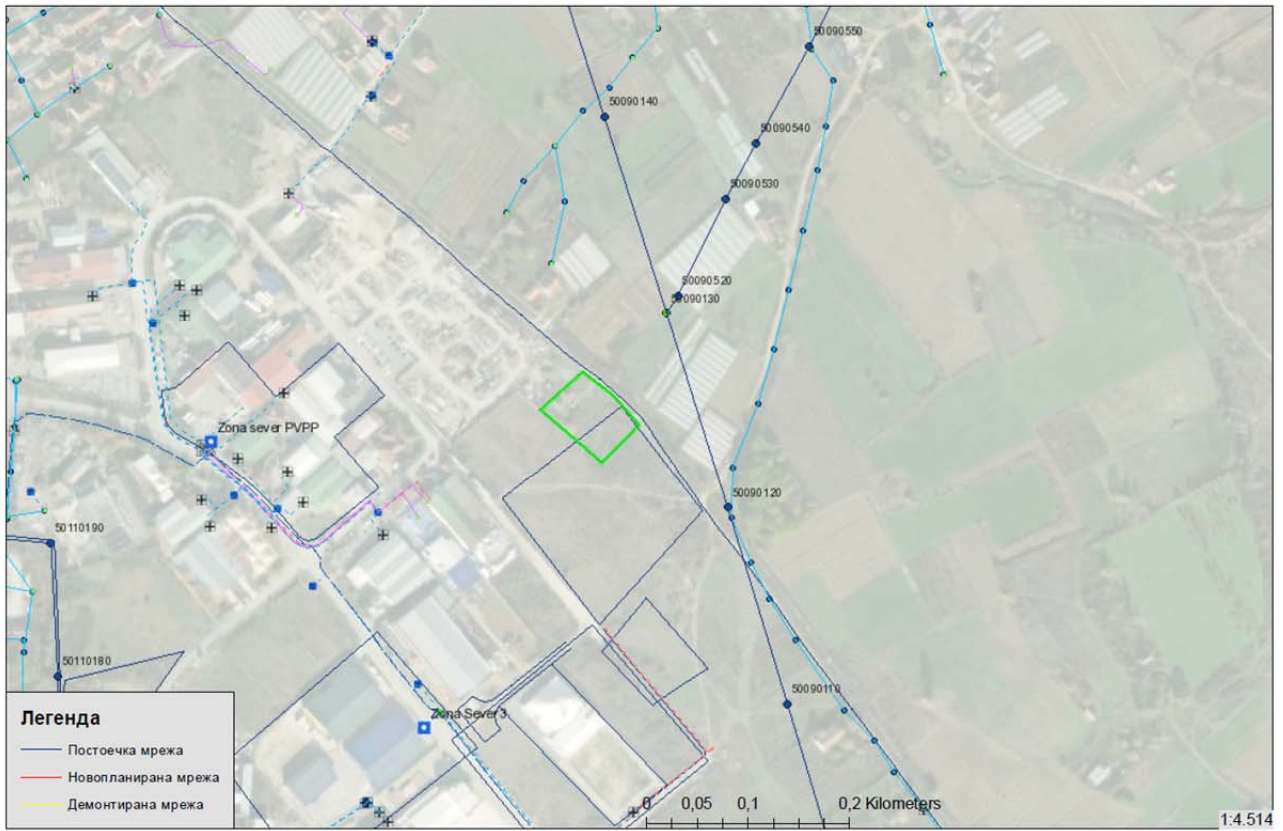 50090550
50090140
50090540
50090530
50090520
50090130
Zona sever PVPP
50090120
50110190
50110180
50090110
Zona Sever 3
Легенда
Постоечка мрежа
Новопланирана мрежа
Демонтирана мрежа
0 0,05 0,1 0,2 Kilometers
1:4.514